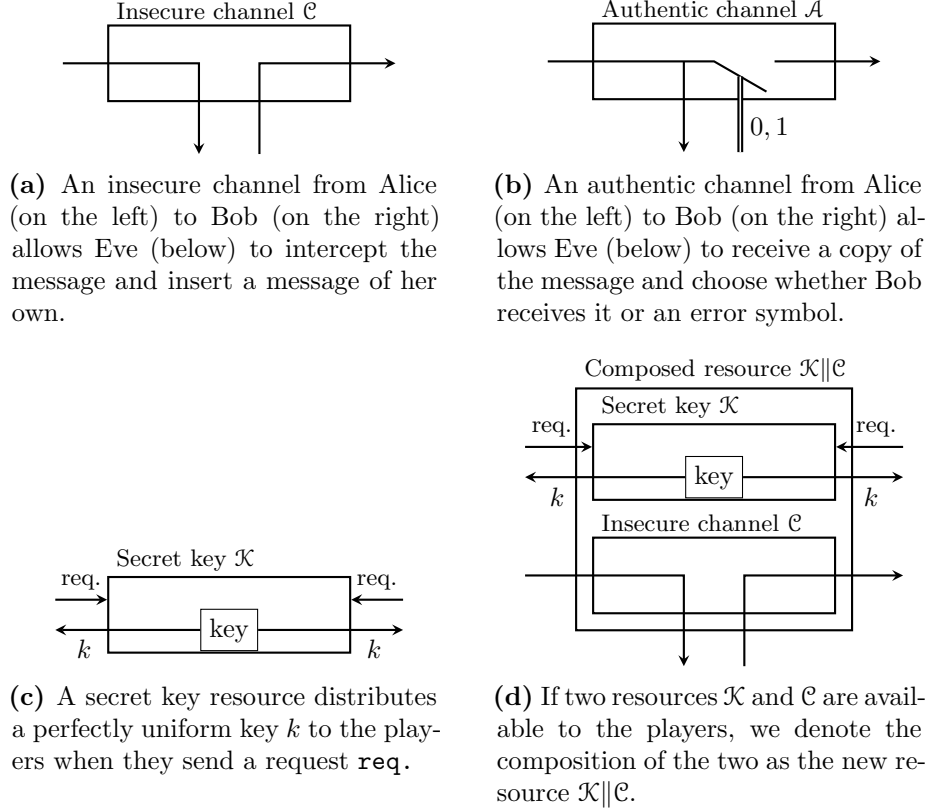 Insecure channel 𝒞
(a) An insecure channel from Alice
(on the left) to Bob (on the right)
allows Eve (below) to intercept the
message and insert a message of her
own.
Authentic channel 𝒜
0, 1
(b) An authentic channel from Alice
(on the left) to Bob (on the right) al-
lows Eve (below) to receive a copy of
the message and choose whether Bob
receives it or an error symbol.
Secret key 𝒦
req.
req.
key
k
k
(c) A secret key resource distributes
a perfectly uniform key k to the play-
ers when they send a request req.
Composed resource 𝒦∥𝒞
Secret key 𝒦
req.
req.
key
k
k
Insecure channel 𝒞
(d) If two resources 𝒦 and 𝒞 are avail-
able to the players, we denote the
composition of the two as the new re-
source 𝒦∥𝒞.